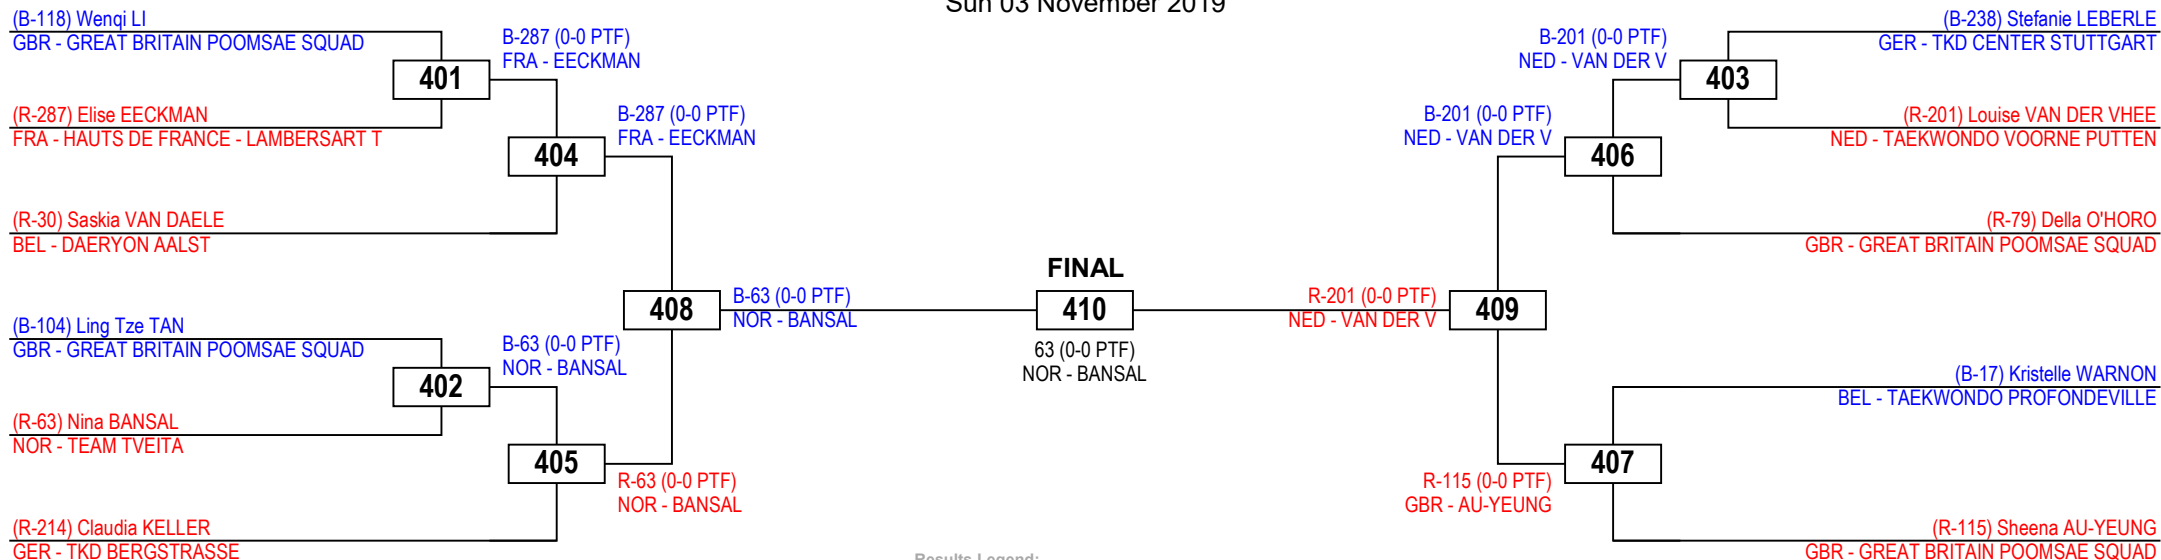 Sun 03 November 2019
(B-118) Wenqi LI
GBR - GREAT BRITAIN POOMSAE SQUAD
401
(R-287) Elise EECKMAN
FRA - HAUTS DE FRANCE - LAMBERSART T
B-287 (0-0 PTF)
FRA - EECKMAN
404
B-287 (0-0 PTF)
FRA - EECKMAN
(R-30) Saskia VAN DAELE
BEL - DAERYON AALST
408
B-63 (0-0 PTF)
NOR - BANSAL
(B-104) Ling Tze TAN
GBR - GREAT BRITAIN POOMSAE SQUAD
402
(R-63) Nina BANSAL
NOR - TEAM TVEITA
B-63 (0-0 PTF)
NOR - BANSAL
405
R-63 (0-0 PTF)
NOR - BANSAL
(R-214) Claudia KELLER
GER - TKD BERGSTRASSE
FINAL
410
63 (0-0 PTF)
NOR - BANSAL
Results Legend:
(B-238) Stefanie LEBERLE
GER - TKD CENTER STUTTGART
B-201 (0-0 PTF)
NED - VAN DER V
403
(R-201) Louise VAN DER VHEE
NED - TAEKWONDO VOORNE PUTTEN
B-201 (0-0 PTF)
NED - VAN DER V
406
(R-79) Della O'HORO
GBR - GREAT BRITAIN POOMSAE SQUAD
R-201 (0-0 PTF)
NED - VAN DER V
409
(B-17) Kristelle WARNON
BEL - TAEKWONDO PROFONDEVILLE
407
R-115 (0-0 PTF)
GBR - AU-YEUNG
(R-115) Sheena AU-YEUNG
GBR - GREAT BRITAIN POOMSAE SQUAD